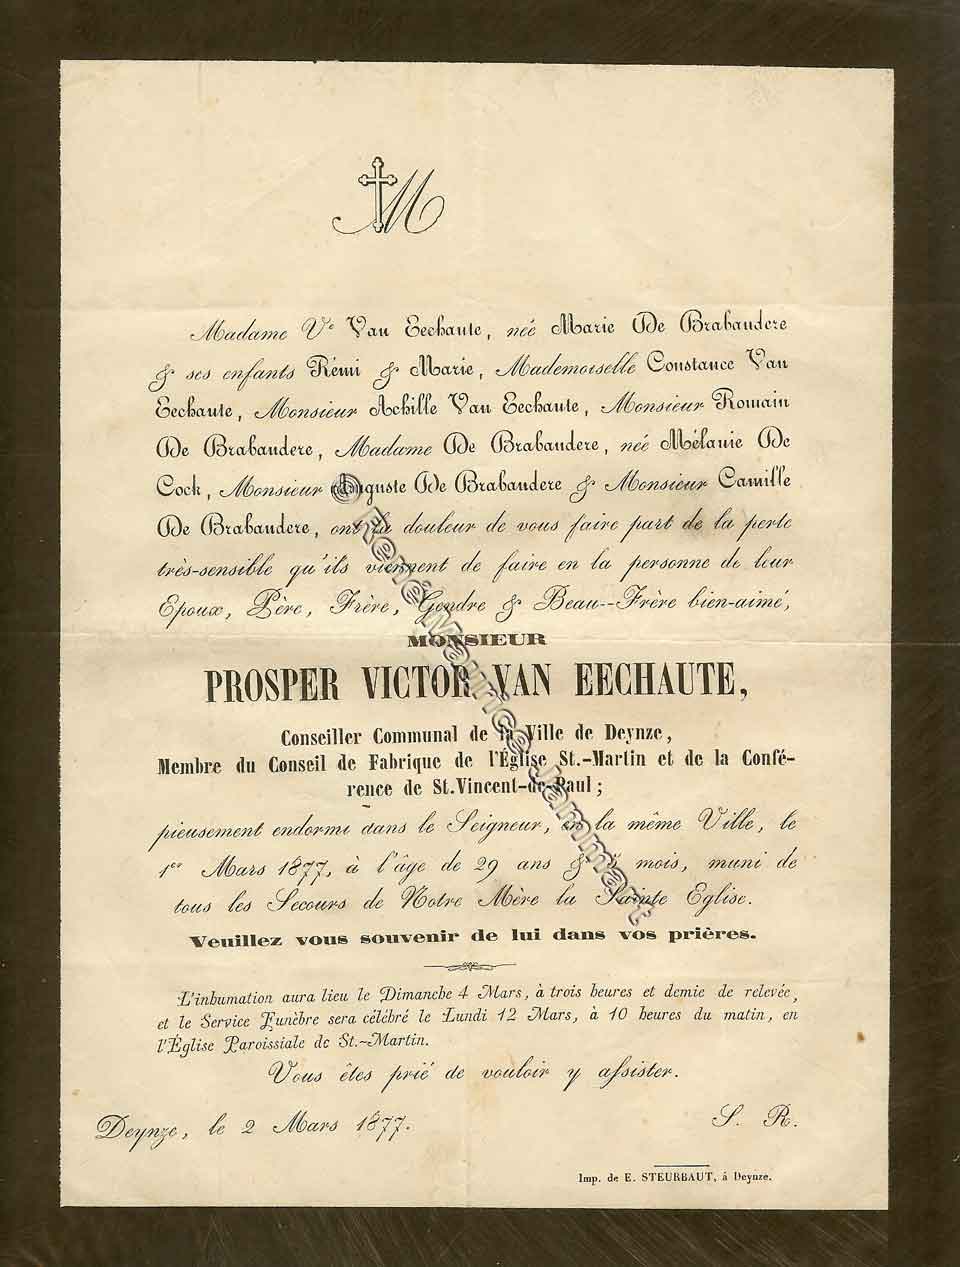 M
Madame Ve Van Eechaute, née Marie De Brabandere
& ses enfants Rémi & Marie, Mademoiselle Constance Van
Eechaute, Monsieur Achille Van Eechaute, Monsieur Romain
De Brabandere, Madame De Brabandere, née Mélanie De
Cock, Monsieur Auguste De Brabandere & Monsieur Camille
De Brabandere, ont la douleur de vous faire part de la perte
très-sensible qu'ils viennent de faire en la personne de leur
Epoux, Père, Frère, Gendre & Beau--Frère bien-aimé,
MONSIEUR
PROSPER VICTOR VAN EECHAUTE,
Conseiller Communal de la Ville de Deynze,
Membre du Conseil de Fabrique de l'Église St.-Martin et de la Confé-
rence de St.Vincent-de-Paul;
pieusement endormi dans le Seigneur, en la même Ville, le
1er Mars 1877, à l'âge de 29 ans & mois, muni de
tous les Secours de Notre Mère la Sainte Eglise.
Veuillez vous souvenir de lui dans vos prières.
L'inhumation aura lieu le Dimanche 4 Mars, à trois heures et demie de relevée,
et le Service Funèbre sera célébré le Lundi 12 Mars, à 10 heures du matin, en
l'Église Paroissiale de St.-Martin.
Vous êtes prié de vouloir y assister.
Deynze, le 2 Mars 1877.
S. R.
Imp. de E. STEURBAUT, à Deynze.
© René-Maurice Jammart